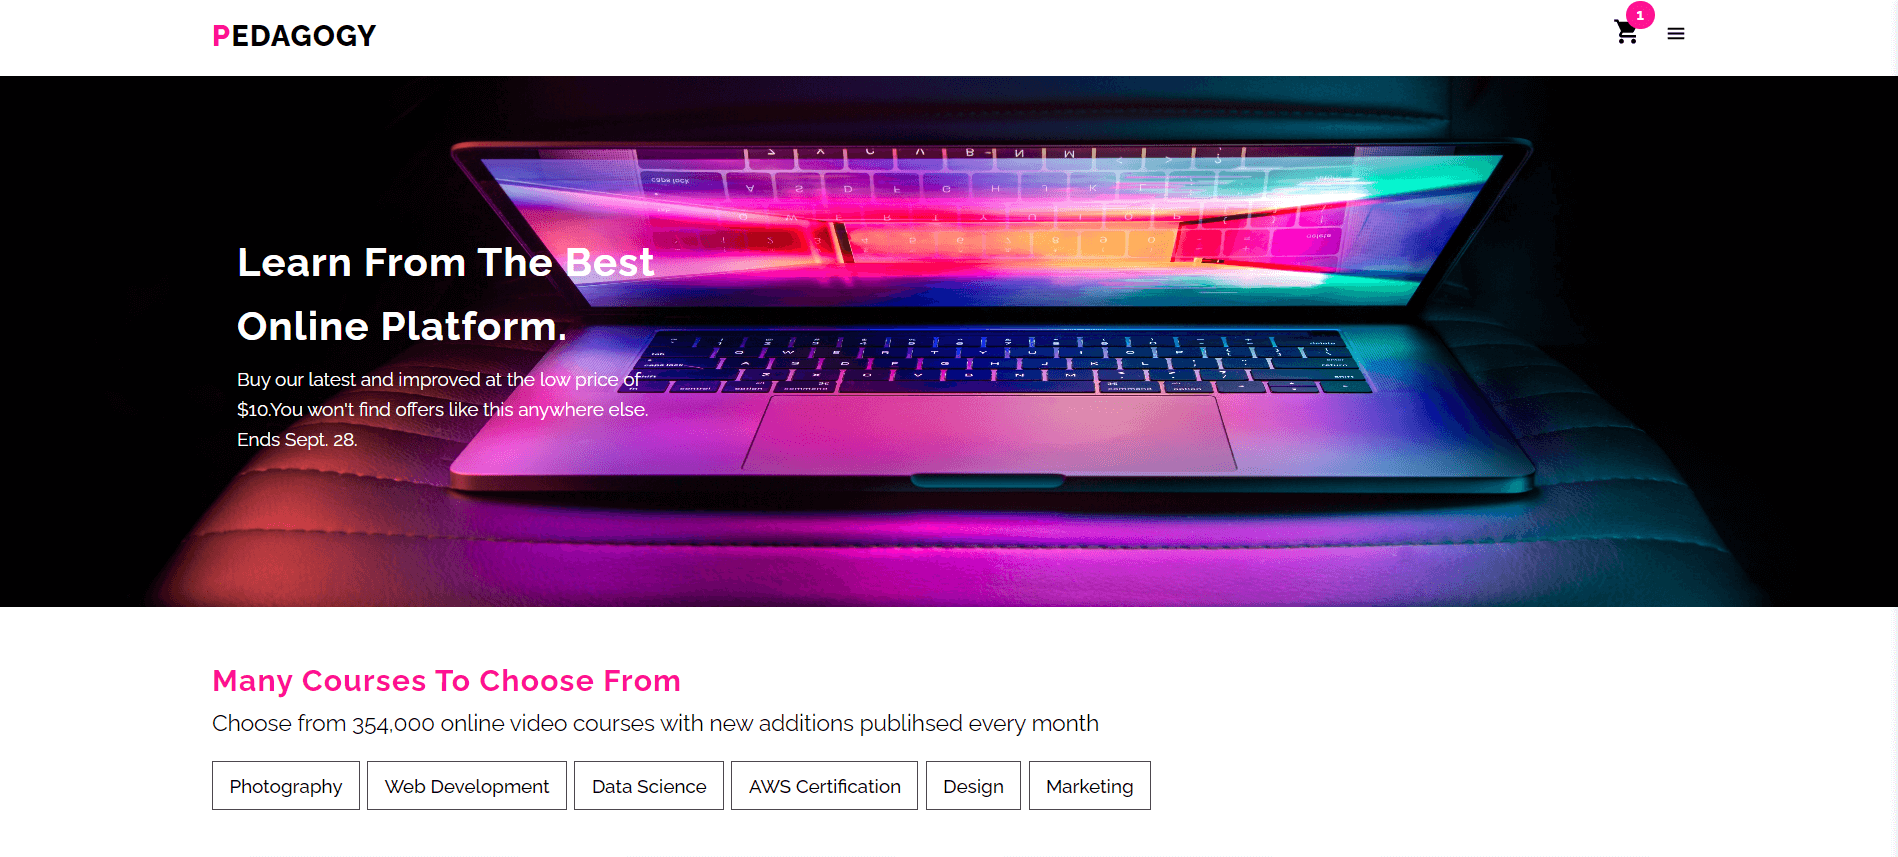 PEDAGOGY
1
Learn From The Best
Online Platform.
Buy our latest and improved at the low price of
$10.You won't find offers like this anywhere else.
Ends Sept. 28.
Many Courses To Choose From
Choose from 354,000 online video courses with new additions publihsed every month
Photography
Web Development
Data Science
AWS Certification
Design
Marketing